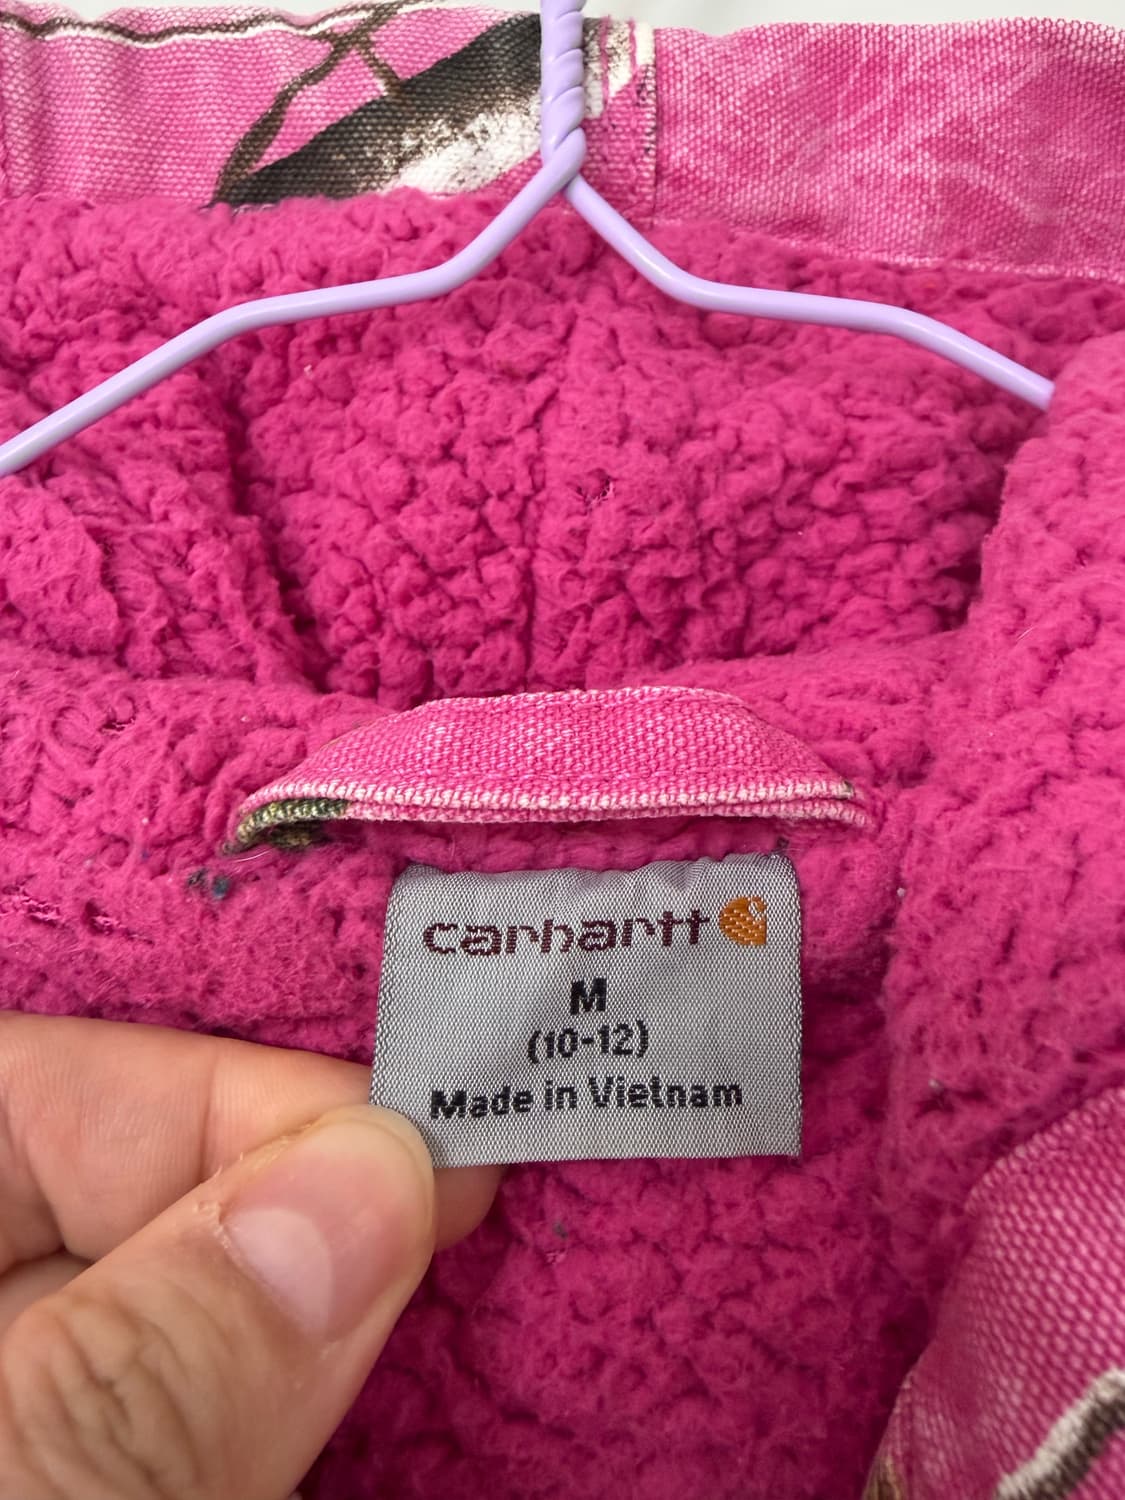 carhartt
M
(10-12)
Made in Vietnam